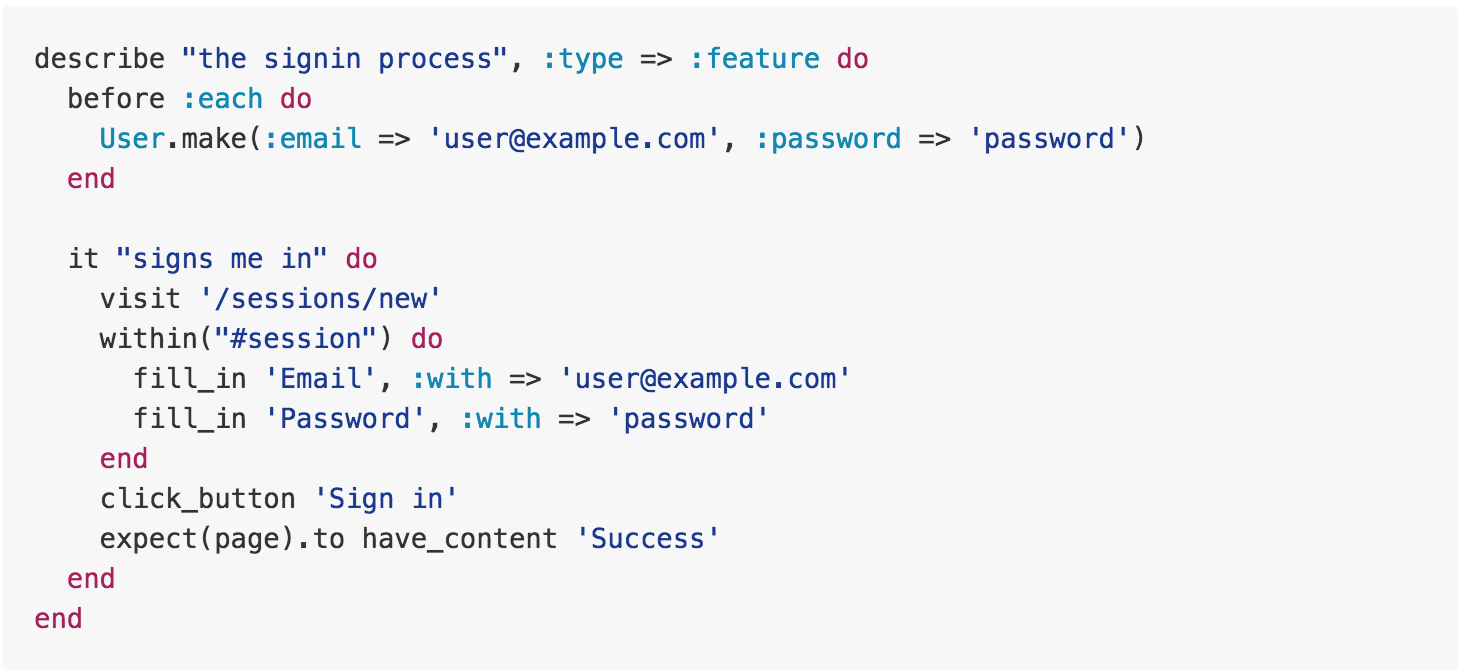 describe "the signin process", :type => :feature do
  before :each do
    User.make(:email => 'user@example.com', :password => 'password')
  end

  it "signs me in" do
    visit '/sessions/new'
    within("#session") do
      fill_in 'Email', :with => 'user@example.com'
      fill_in 'Password', :with => 'password'
    end
    click_button 'Sign in'
    expect(page).to have_content 'Success'
  end
end